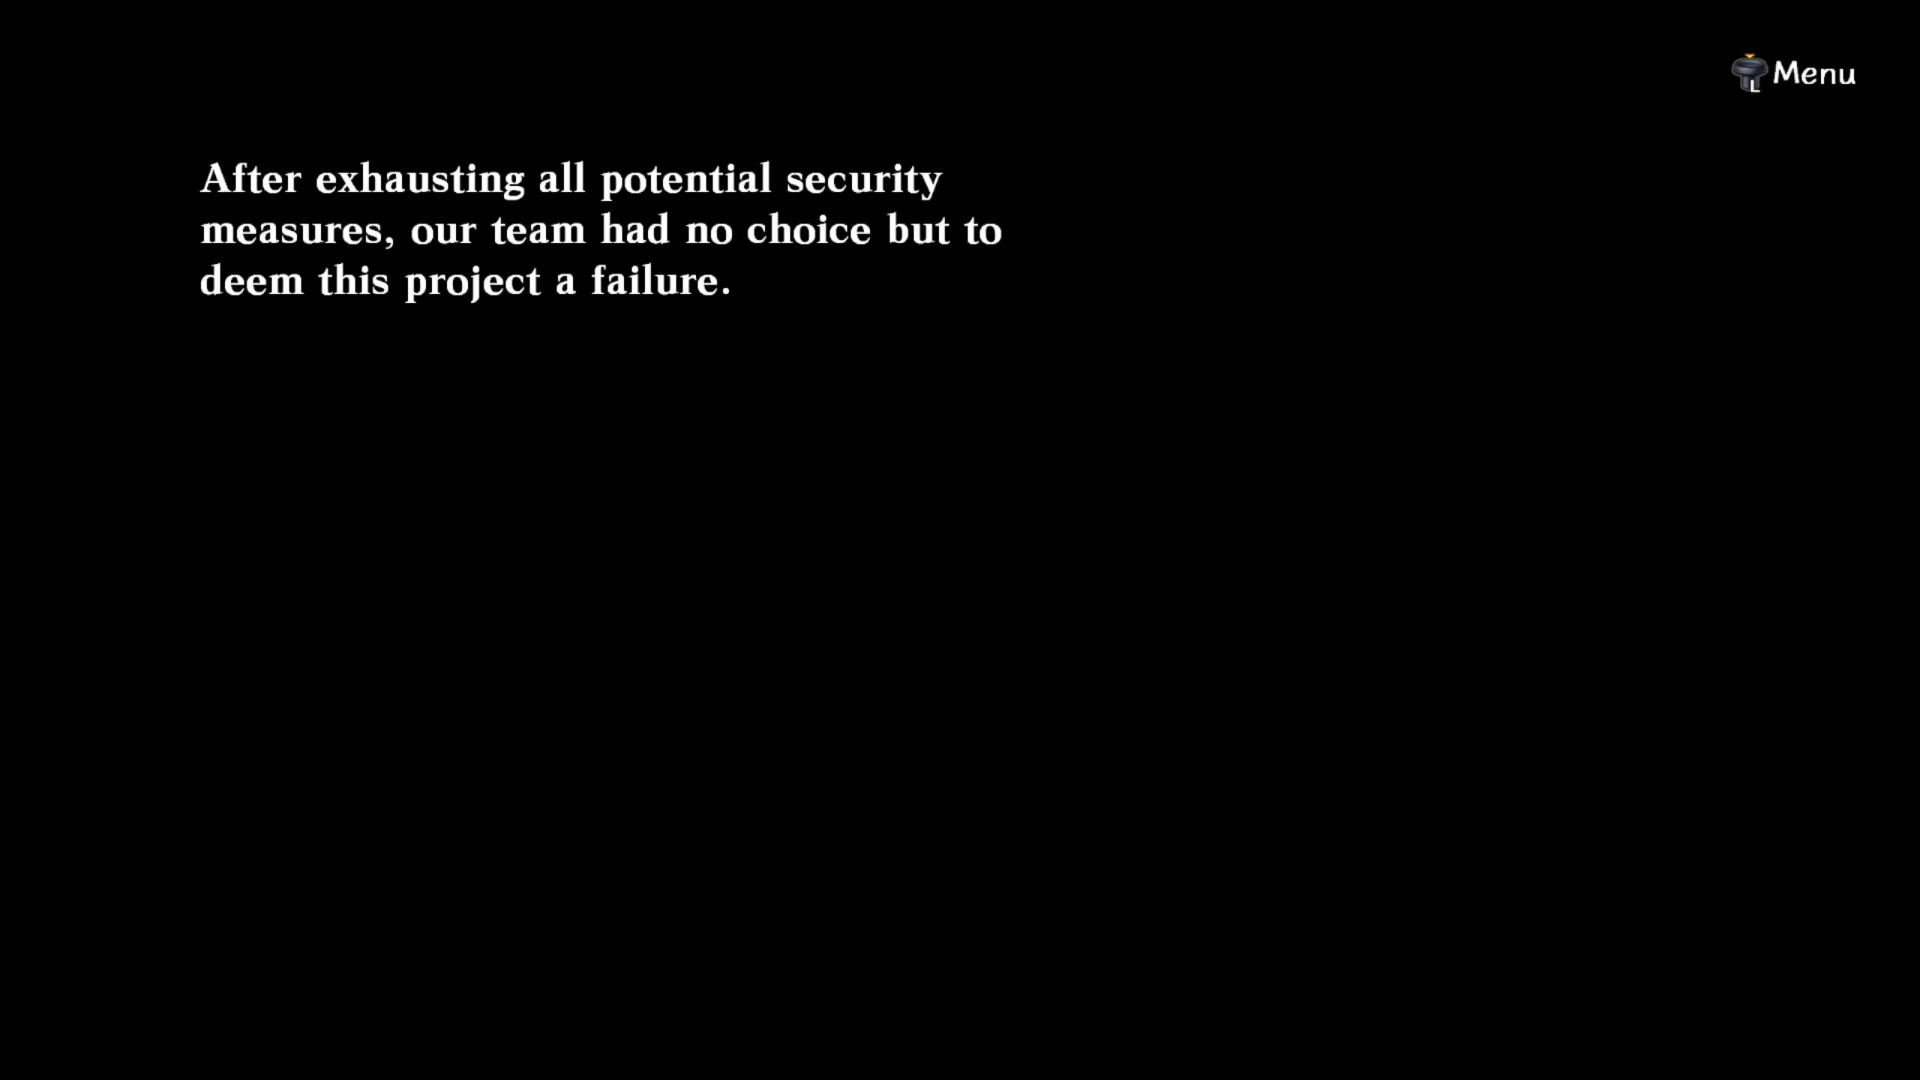 L Menu
After exhausting all potential security
measures, our team had no choice but to
deem this project a failure.